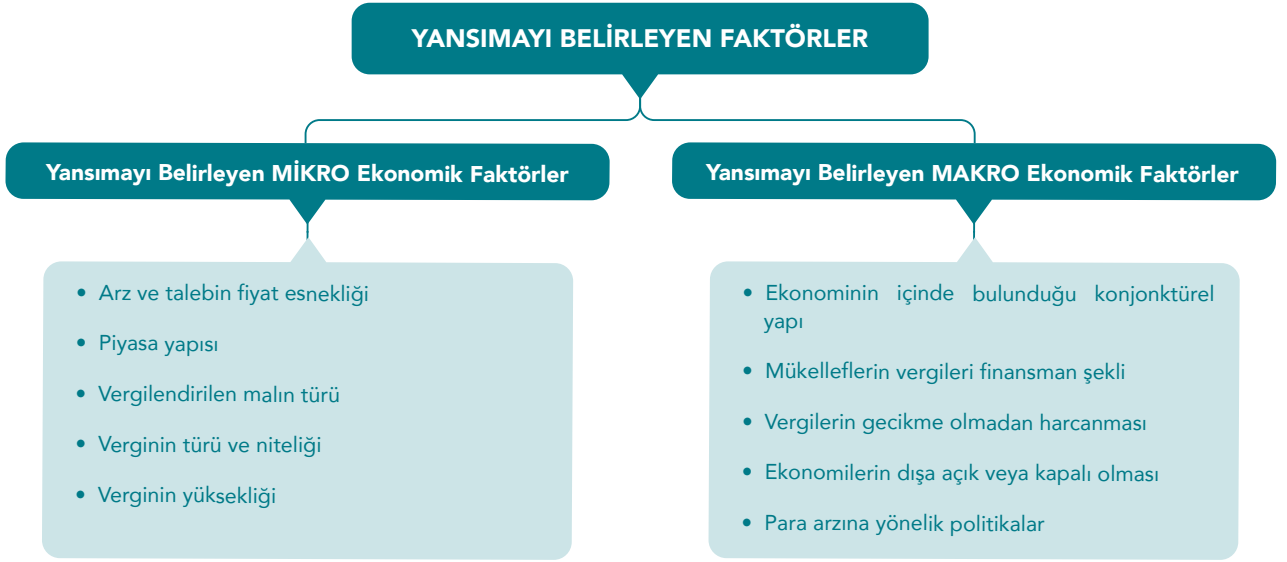 YANSIMAYI BELİRLEYEN FAKTÖRLER
Yansımayı Belirleyen MİKRO Ekonomik Faktörler
• Arz ve talebin fiyat esnekliği
• Piyasa yapısı
• Vergilendirilen malın türü
• Verginin türü ve niteliği
• Verginin yüksekliği
Yansımayı Belirleyen MAKRO Ekonomik Faktörler
• Ekonominin içinde bulunduğu konjonktürel
yapı
• Mükelleflerin vergileri finansman şekli
• Vergilerin gecikme olmadan harcanması
• Ekonomilerin dışa açık veya kapalı olması
• Para arzına yönelik politikalar